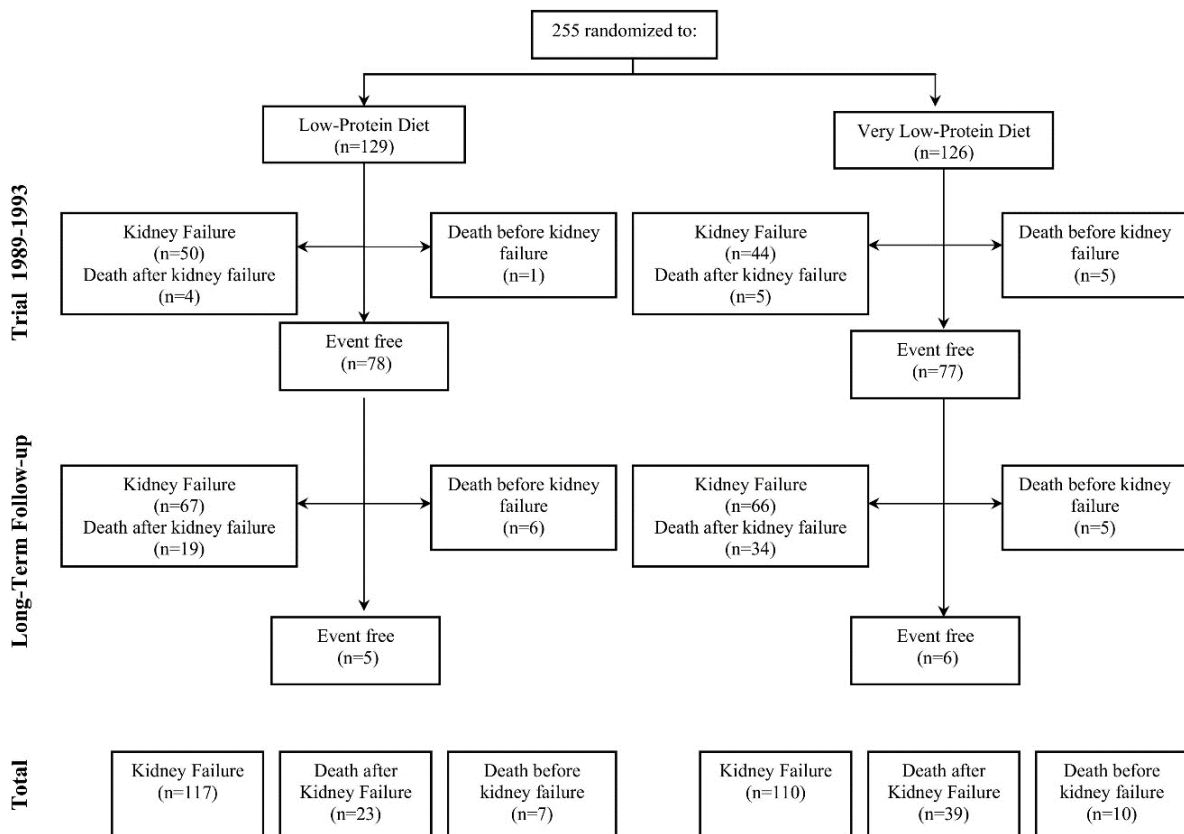 255 randomized to:
Low-Protein Diet
(n=129)
Very Low-Protein Diet
(n=126)
Trial 1989-1993
Kidney Failure
(n=50)
Death after kidney failure
(n=4)
Death before kidney
failure
(n=1)
Kidney Failure
(n=44)
Death after kidney failure
(n=5)
Death before kidney
failure
(n=5)
Event free
(n=78)
Event free
(n=77)
Long-Term Follow-up
Kidney Failure
(n=67)
Death after kidney failure
(n=19)
Death before kidney
failure
(n=6)
Kidney Failure
(n=66)
Death after kidney failure
(n=34)
Death before kidney
failure
(n=5)
Event free
(n=5)
Event free
(n=6)
Total
Kidney Failure
(n=117)
Death after
Kidney Failure
(n=23)
Death before
kidney failure
(n=7)
Kidney Failure
(n=110)
Death after
Kidney Failure
(n=39)
Death before
kidney failure
(n=10)